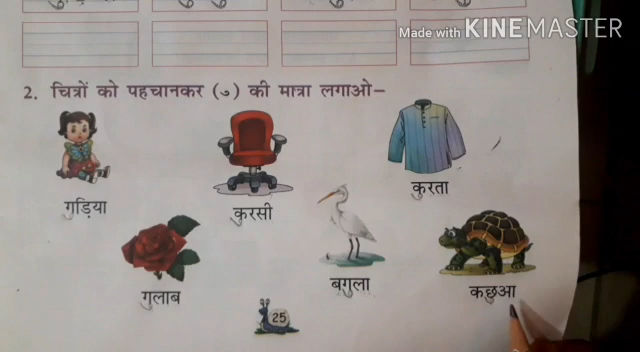 Made with KINEMASTER
2. चित्रों को पहचानकर (ु) की मात्रा लगाओ–
गुड़िया
कुरसी
कुरता
गुलाब
बगुला
कछुआ
25